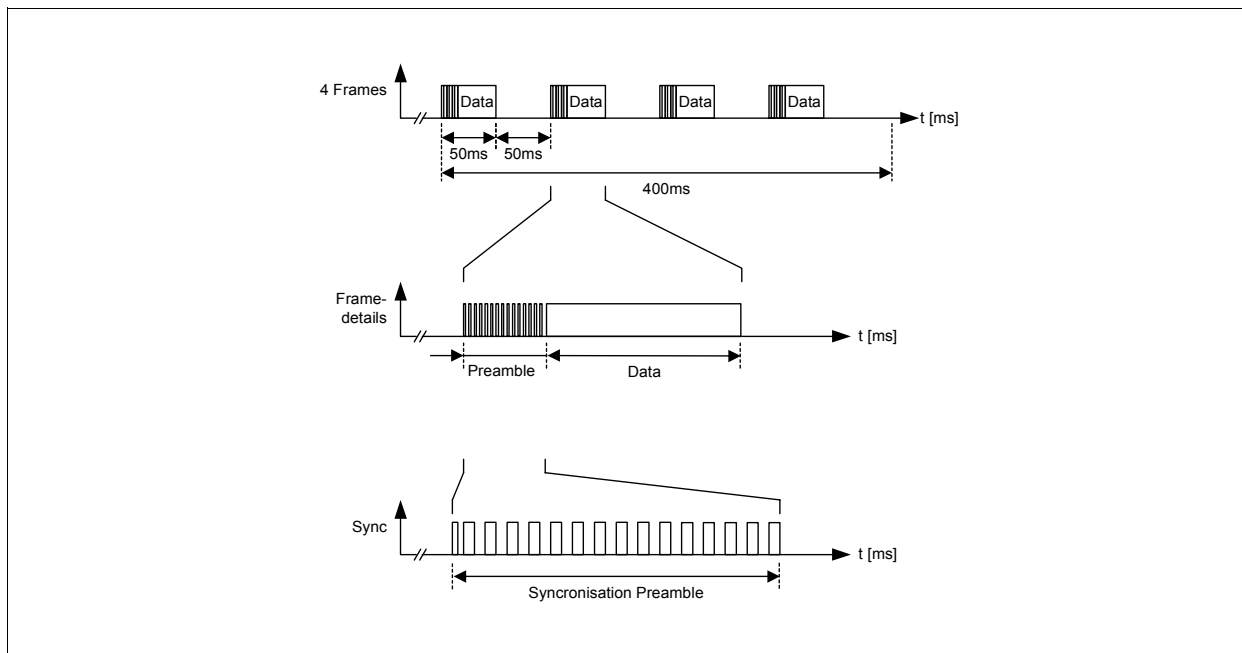 4 Frames
Data Data Data Data
t [ms]
50ms 50ms
400ms
Frame-
details
t [ms]
Preamble Data
Sync
t [ms]
Syncronisation Preamble